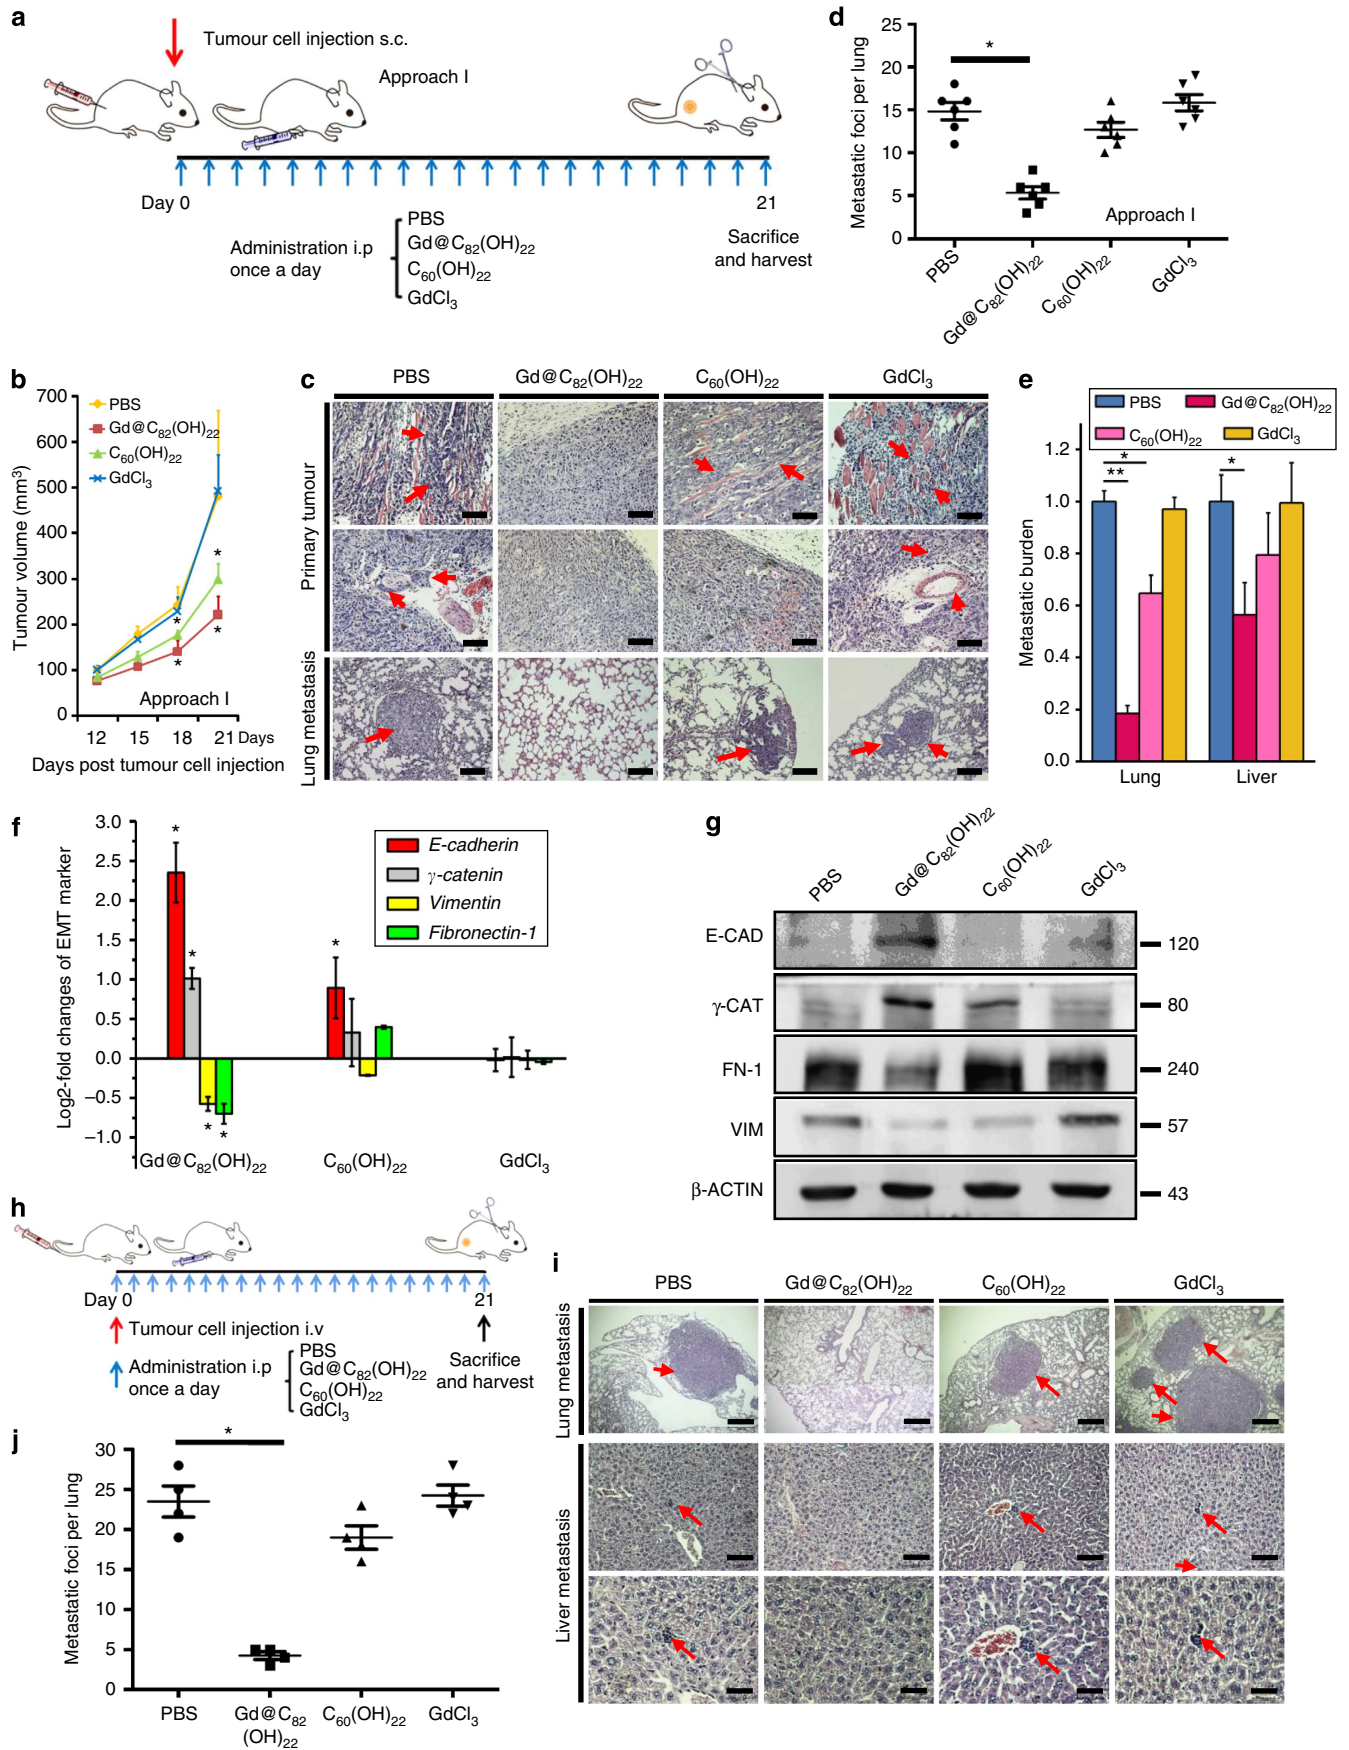 a
Tumour cell injection s.c.
Approach I
Day 0
21
Administration i.p
once a day
PBS
Gd@C82(OH)22
C60(OH)22
GdCl3
Sacrifice
and harvest
d
Metastatic foci per lung
25
20
15
10
5
0
*
Approach I
PBS
Gd@C82(OH)22
C60(OH)22
GdCl3
b
Tumour volume (mm3)
700
600
500
400
300
200
100
0
PBS
Gd@C82(OH)22
C60(OH)22
GdCl3
*
*
*
*
Approach I
12 15 18 21 Days
Days post tumour cell injection
c
PBS
Gd@C82(OH)22
C60(OH)22
GdCl3
Primary tumour
Lung metastasis
e
PBS
Gd@C82(OH)22
C60(OH)22
GdCl3
Metastatic burden
1.2
1.0
0.8
0.6
0.4
0.2
0.0
*
**
*
Lung
Liver
f
Log2-fold changes of EMT marker
3.0
2.5
2.0
1.5
1.0
0.5
0.0
−0.5
−1.0
E-cadherin
γ-catenin
Vimentin
Fibronectin-1
*
*
*
*
*
Gd@C82(OH)22
C60(OH)22
GdCl3
g
PBS
Gd@C82(OH)22
C60(OH)22
GdCl3
E-CAD
120
γ-CAT
80
FN-1
240
VIM
57
β-ACTIN
43
h
Day 0
21
Tumour cell injection i.v
Administration i.p
once a day
PBS
Gd@C82(OH)22
C60(OH)22
GdCl3
Sacrifice
and harvest
i
PBS
Gd@C82(OH)22
C60(OH)22
GdCl3
Lung metastasis
Liver metastasis
j
Metastatic foci per lung
30
25
20
15
10
5
0
*
PBS
Gd@C82
(OH)22
C60(OH)22
GdCl3